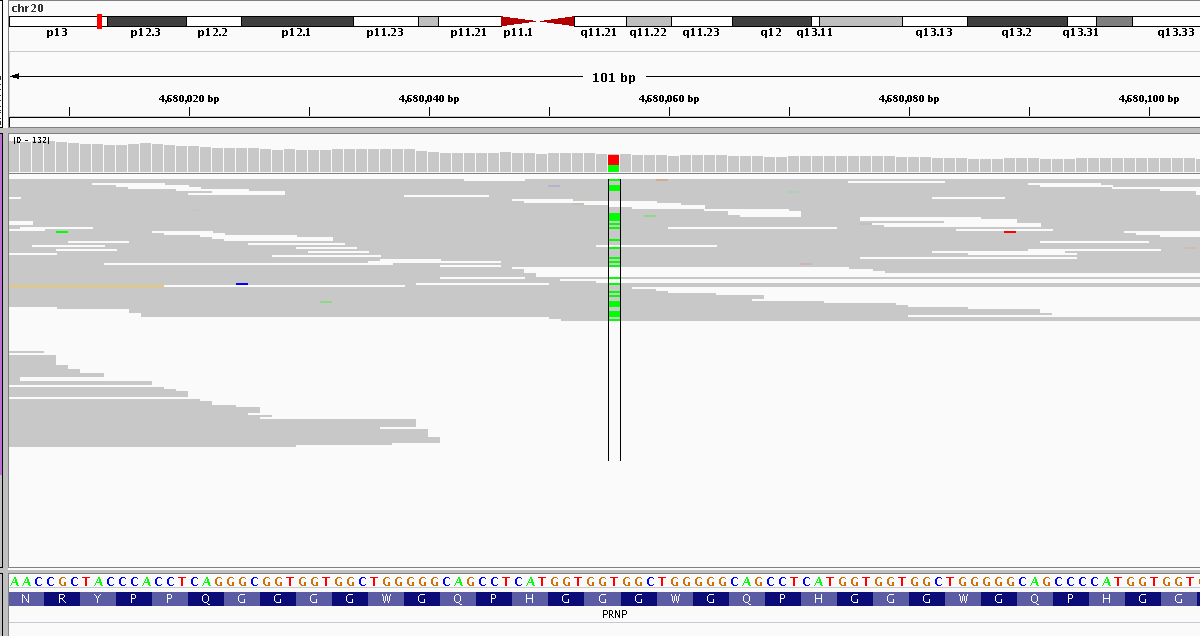 chr20
p13 p12.3 p12.2 p12.1 p11.23 p11.21 p11.1 q11.21 q11.22 q11.23 q12 q13.11 q13.13 q13.2 q13.31 q13.33
101 bp
4,680,020 bp 4,680,040 bp 4,680,060 bp 4,680,080 bp 4,680,100 bp
[0 - 132]
AACCGCTACCCACCTCAGGGCGGTGGTGGCTGGGGGCAGCCTCATGGTGGTGGCTGGGGGCAGCCTCATGGTGGTGGCTGGGGGCAGCCCCATGGTGGT
N R Y P P Q G G G G W G Q P H G G G W G Q P H G G G W G Q P H G G
PRNP